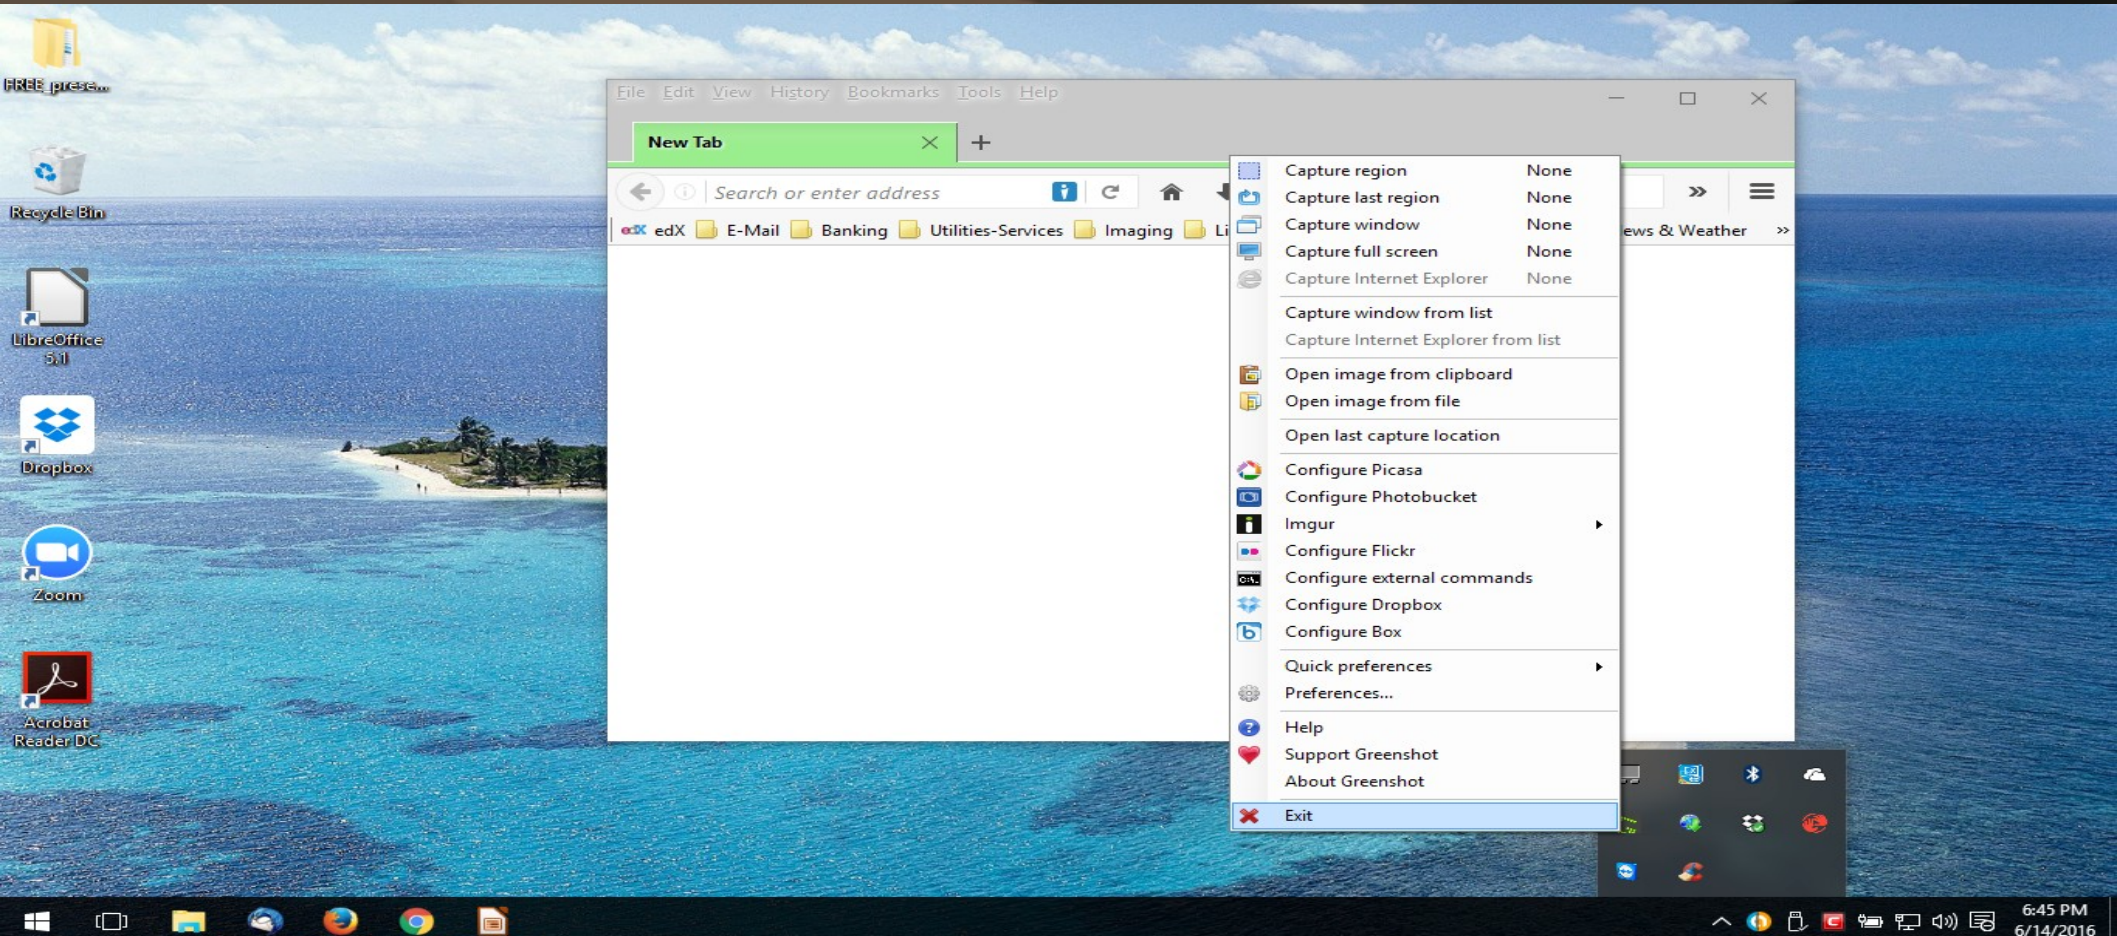 FREE_prese...
Recycle Bin
LibreOffice
5.1
Dropbox
Zoom
Acrobat
Reader DC
File Edit View History Bookmarks Tools Help
New Tab
Search or enter address
edX edX E-Mail Banking Utilities-Services Imaging Li
ews & Weather »
Capture region None
Capture last region None
Capture window None
Capture full screen None
Capture Internet Explorer None
Capture window from list
Capture Internet Explorer from list
Open image from clipboard
Open image from file
Open last capture location
Configure Picasa
Configure Photobucket
Imgur
Configure Flickr
Configure external commands
Configure Dropbox
Configure Box
Quick preferences
Preferences...
Help
Support Greenshot
About Greenshot
Exit
6:45 PM
6/14/2016